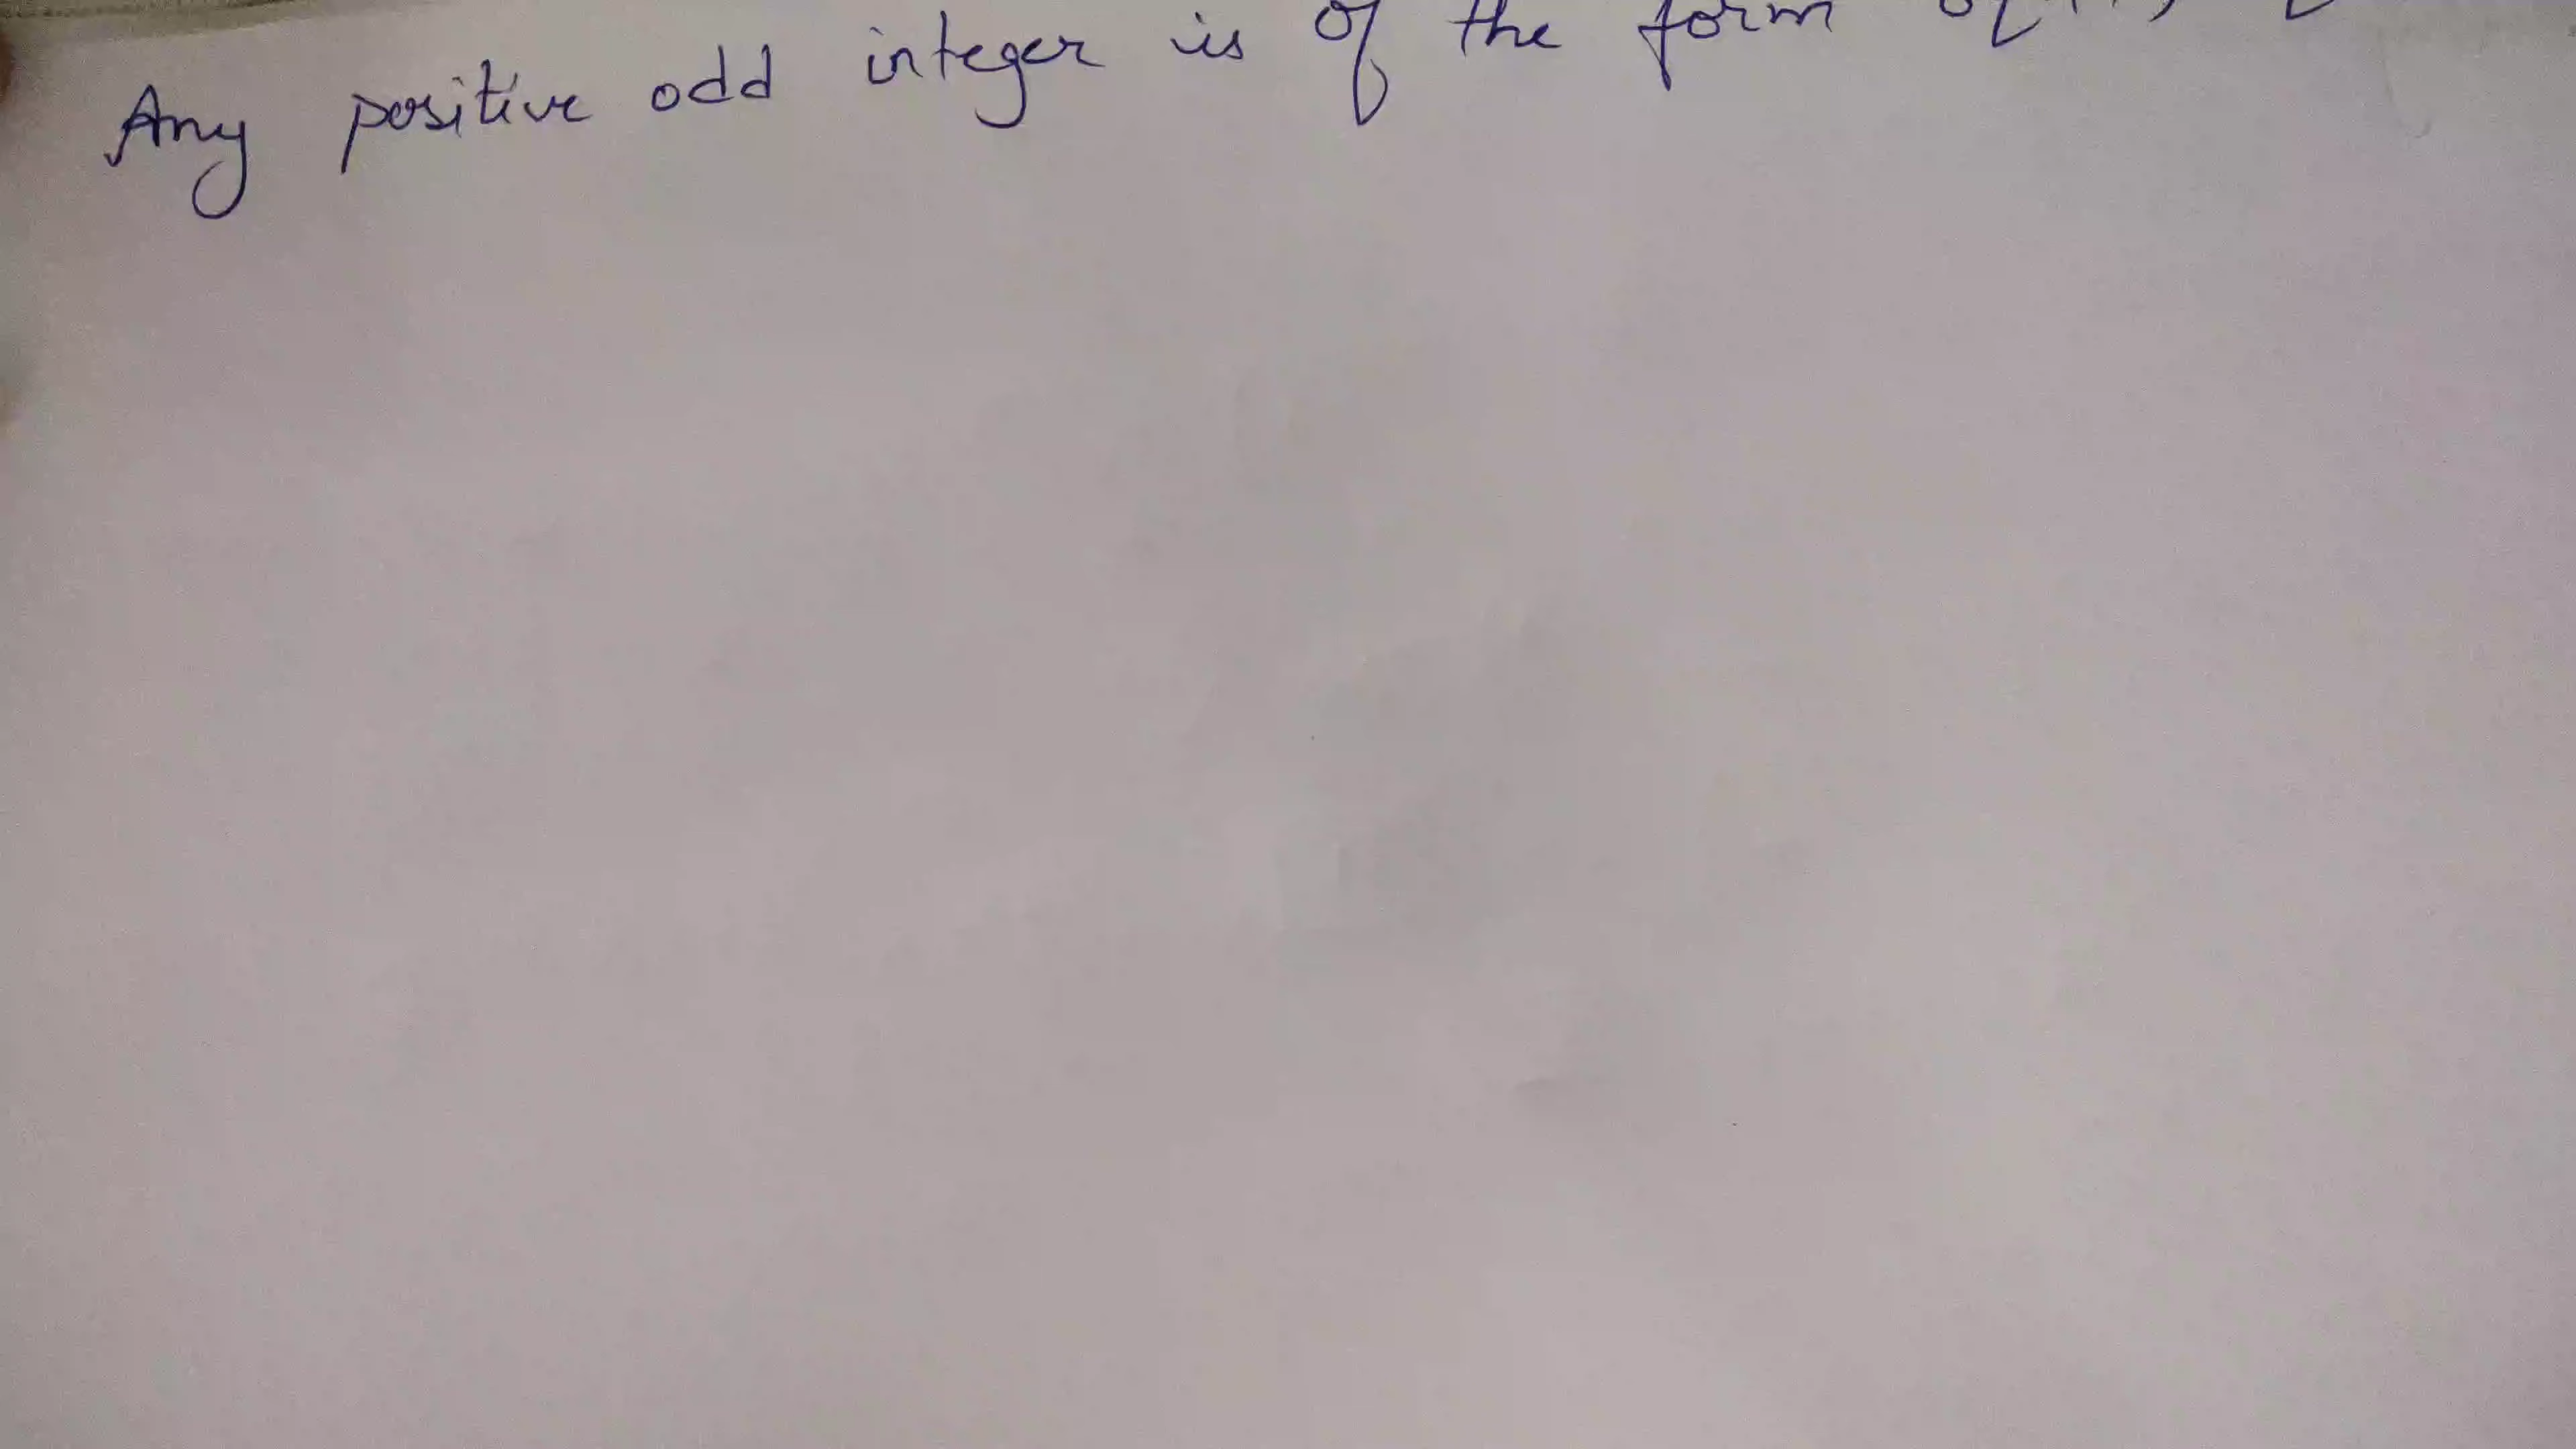 Any positive odd integer is of the form